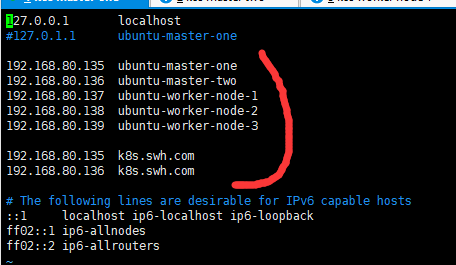 127.0.0.1 localhost
#127.0.1.1 ubuntu-master-one
192.168.80.135 ubuntu-master-one
192.168.80.136 ubuntu-master-two
192.168.80.137 ubuntu-worker-node-1
192.168.80.138 ubuntu-worker-node-2
192.168.80.139 ubuntu-worker-node-3
192.168.80.135 k8s.swh.com
192.168.80.136 k8s.swh.com
# The following lines are desirable for IPv6 capable hosts
::1 localhost ip6-localhost ip6-loopback
ff02::1 ip6-allnodes
ff02::2 ip6-allrouters
~